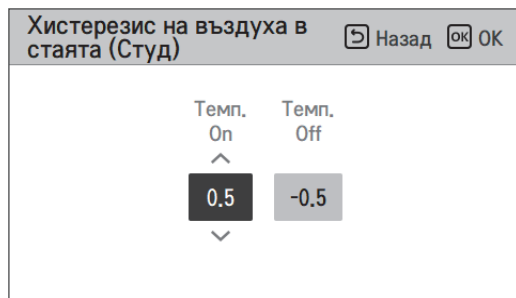 Хистерезис на въздуха в
стаята (Студ)
Назад
OK OK
Темп.
On
Темп.
Off
0.5
-0.5